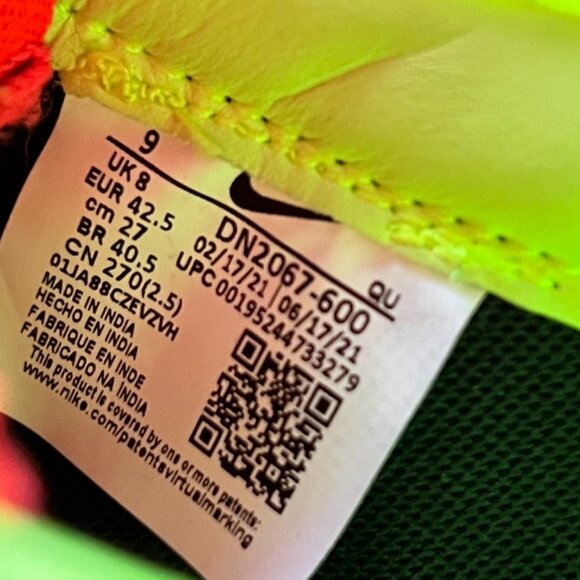 9
UK 8
EUR 42.5
cm 27
BR 40.5
CN 270(2.5)
01JA88CZEVZVH
DN2067-600 QU
02/17/21 | 06/17/21
UPC 00195244733279
MADE IN INDIA
HECHO EN INDIA
FABRIQUE EN INDE
FABRICADO NA ÍNDIA
This product is covered by one or more patents:
www.nike.com/patentsvirtualmarking